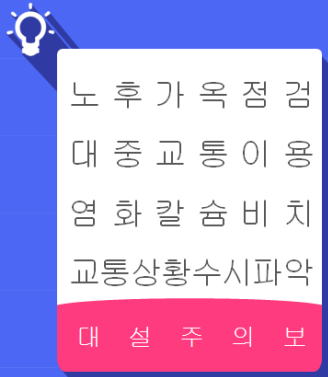 노후가옥점검
대중교통이용
염화칼슘비치
교통상황수시파악
대설주의보